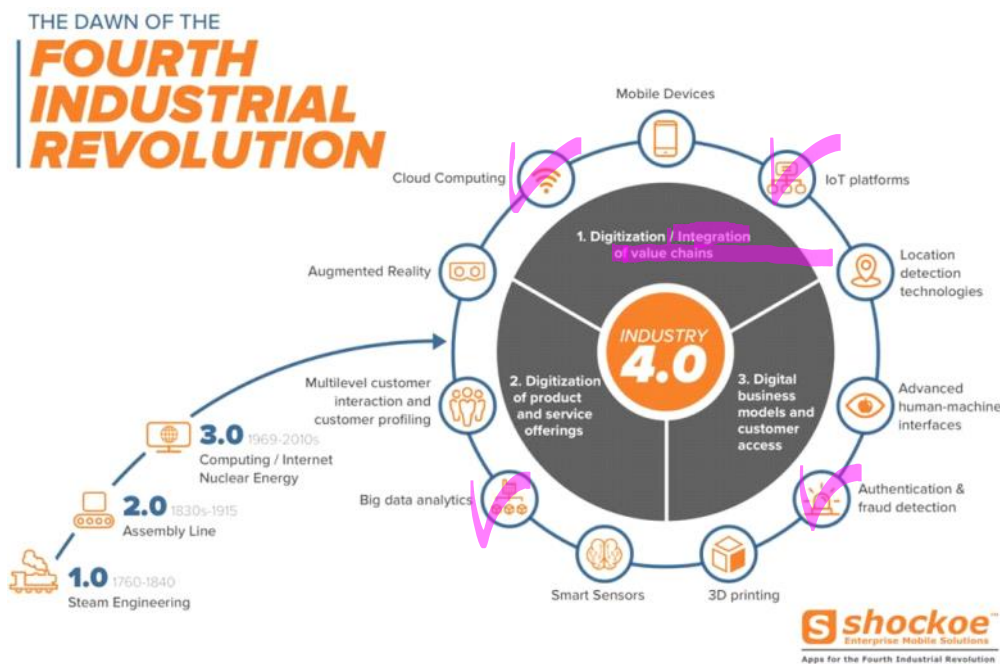 THE DAWN OF THE
FOURTH
INDUSTRIAL
REVOLUTION
Mobile Devices
Cloud Computing
IoT platforms
1. Digitization / Integration
of value chains
Augmented Reality
Location
detection
technologies
INDUSTRY
4.0
Multilevel customer
interaction and
customer profiling
2. Digitization
of product
and service
offerings
3. Digital
business
models and
customer
access
Advanced
human-machine
interfaces
3.0 1969-2010s
Computing / Internet
Nuclear Energy
Big data analytics
Authentication &
fraud detection
2.0 1830s-1915
Assembly Line
1.0 1760-1840
Steam Engineering
Smart Sensors
3D printing
S shockoe™
Enterprise Mobile Solutions
Apps for the Fourth Industrial Revolution